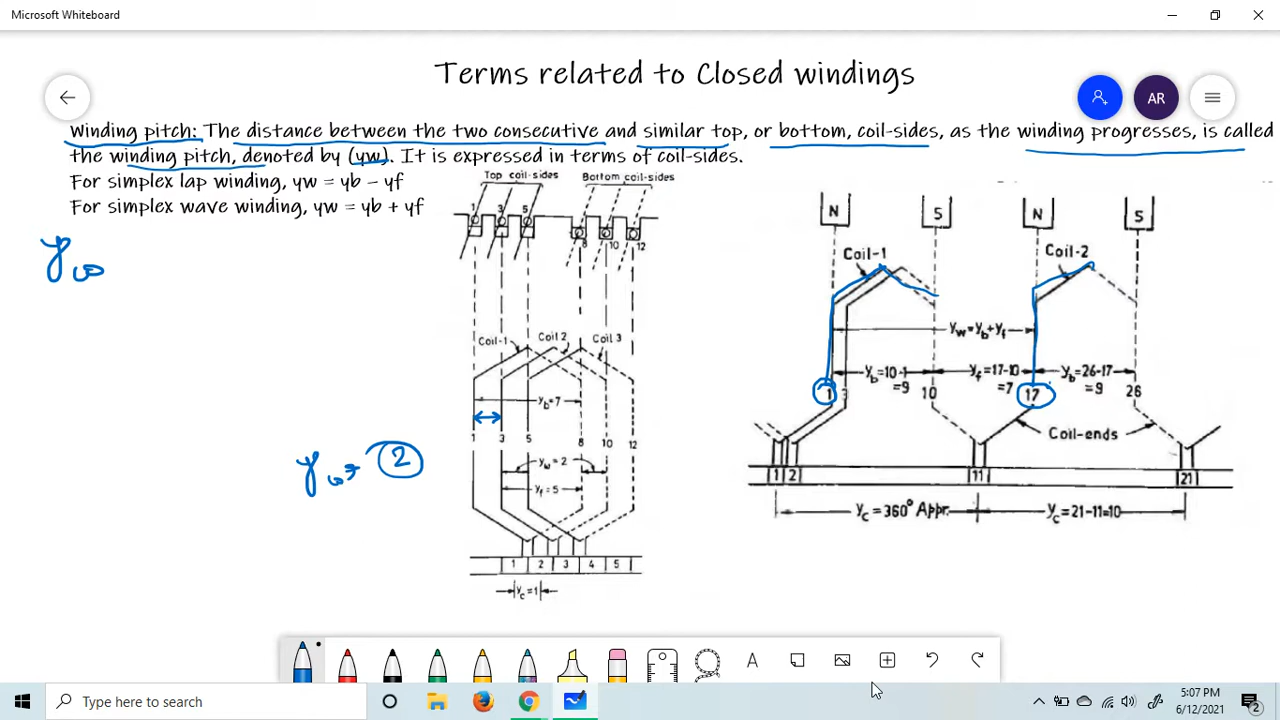 Microsoft Whiteboard
Terms related to Closed windings
AR
Winding pitch: The distance between the two consecutive and similar top, or bottom, coil-sides, as the winding progresses, is called
the winding pitch, denoted by (yw). It is expressed in terms of coil-sides.
For simplex lap winding, yw = yb – yf
For simplex wave winding, yw = yb + yf
Top coil-sides
Bottom coil-sides
1 3 5
8 10 12
Coil-1 Coil 2 Coil 3
yb=7
1 3 5 8 10 12
yw=2
yf=5
1 2 3 4 5
yc=1
yw
yw= 2
N S N S
Coil-1 Coil-2
yw=yb+yf
yb=10-1 =9
yf=17-10 =7
yb=26-17 =9
1 3 10 17 26
Coil-ends
1 2 11 21
yc=360° Appr.
yc=21-11=10
Type here to search
5:07 PM
6/12/2021
2